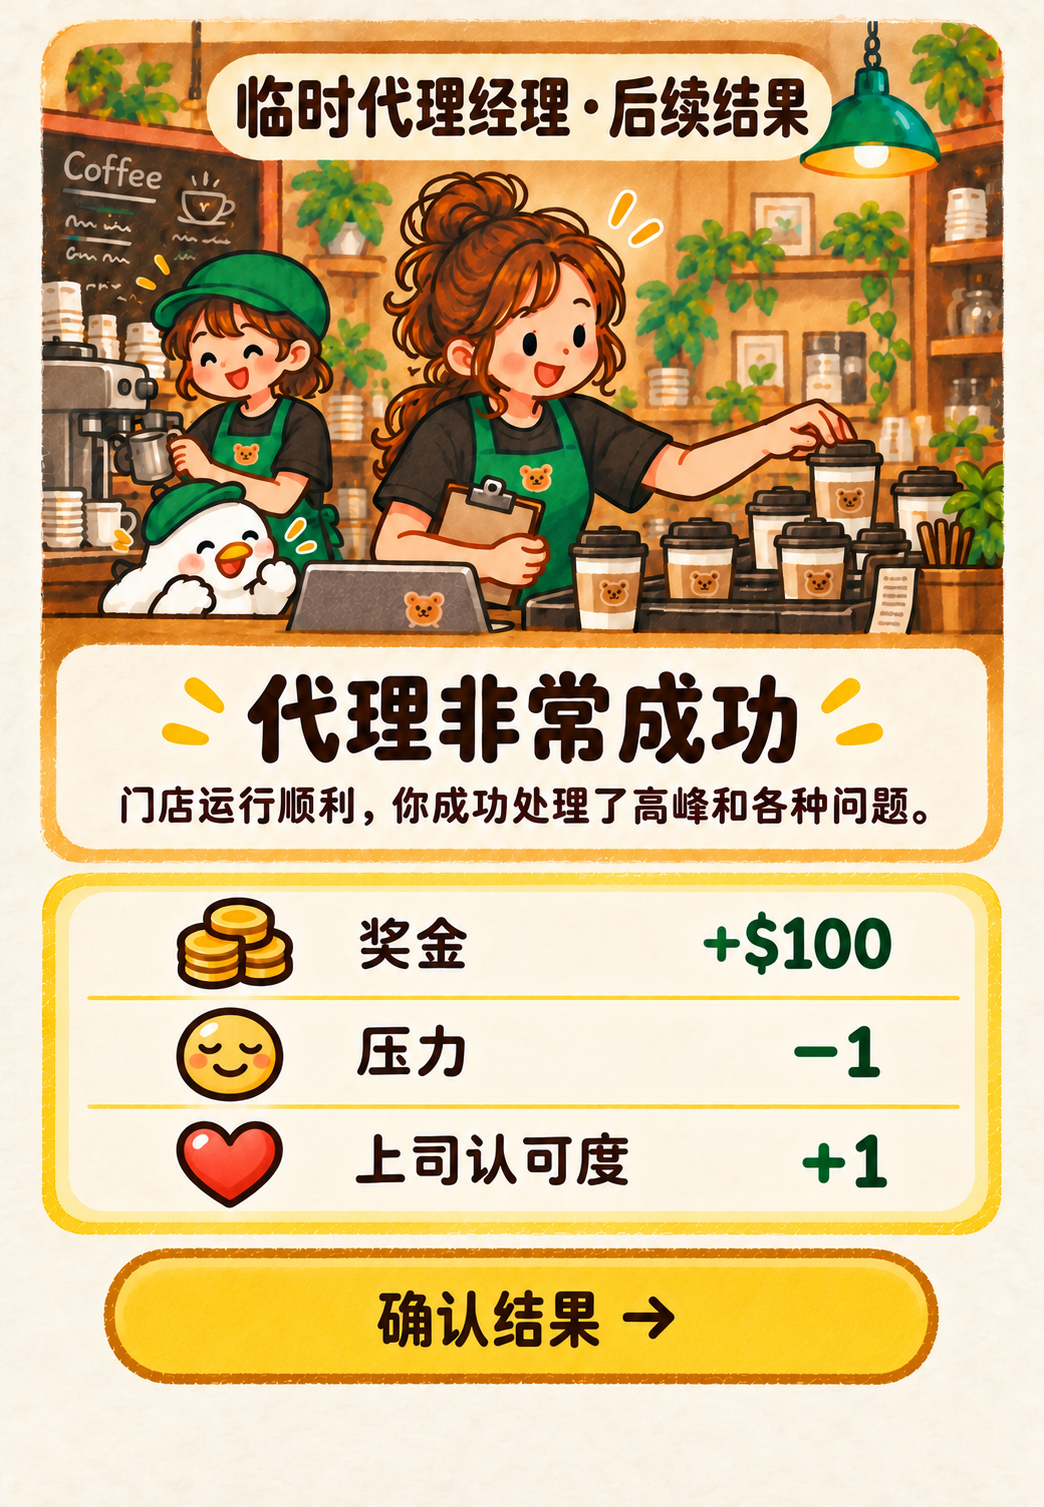 临时代理经理·后续结果
Coffee
代理非常成功
门店运行顺利，你成功处理了高峰和各种问题。
奖金 +$100
压力 −1
上司认可度 +1
确认结果 →